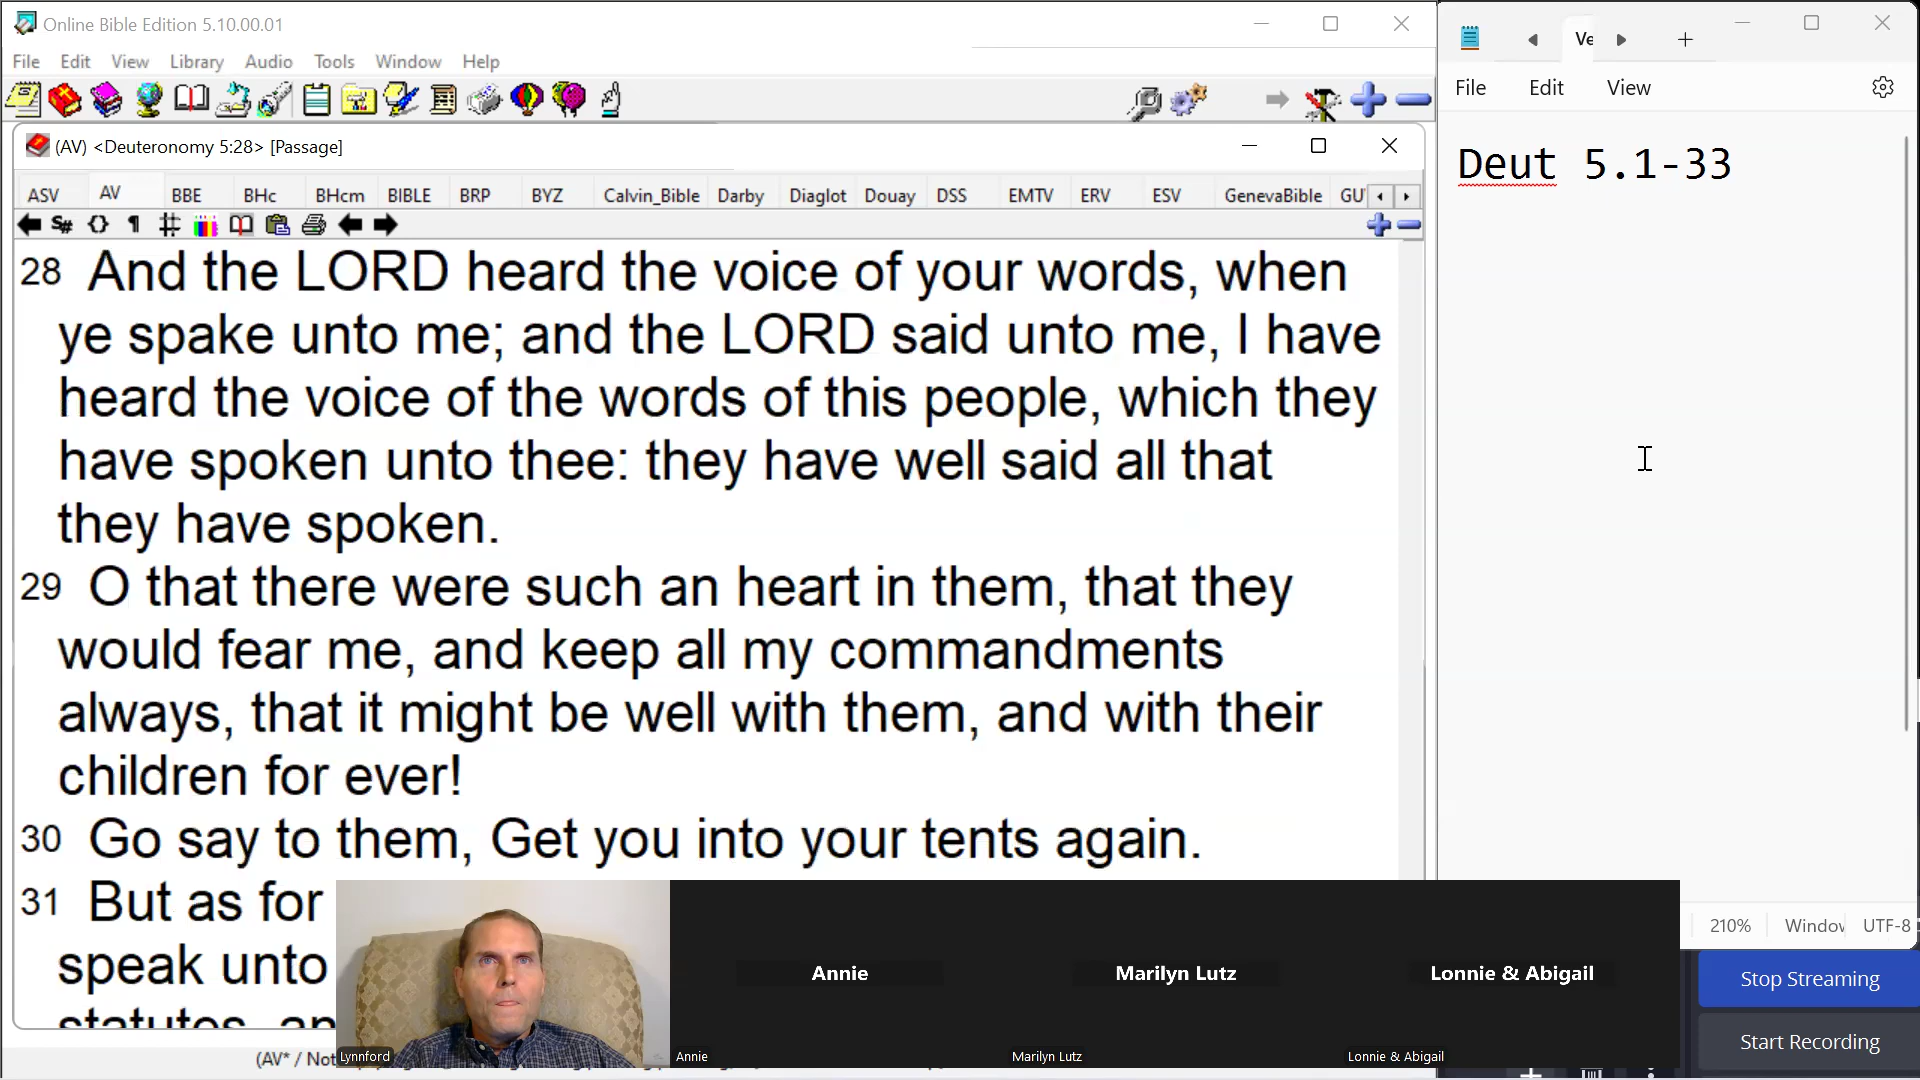 Online Bible Edition 5.10.00.01
File Edit View Library Audio Tools Window Help
(AV) <Deuteronomy 5:28> [Passage]
ASV AV BBE BHc BHcm BIBLE BRP BYZ Calvin_Bible Darby Diaglot Douay DSS EMTV ERV ESV GenevaBible GU
28 And the LORD heard the voice of your words, when
ye spake unto me; and the LORD said unto me, I have
heard the voice of the words of this people, which they
have spoken unto thee: they have well said all that
they have spoken.
29 O that there were such an heart in them, that they
would fear me, and keep all my commandments
always, that it might be well with them, and with their
children for ever!
30 Go say to them, Get you into your tents again.
31 But as for
speak unto
statutes, an
(AV* / Not
Ve
File Edit View
Deut 5.1-33
210% Window UTF-8
Stop Streaming
Start Recording
Annie
Marilyn Lutz
Lonnie & Abigail
Lynnford
Annie
Marilyn Lutz
Lonnie & Abigail